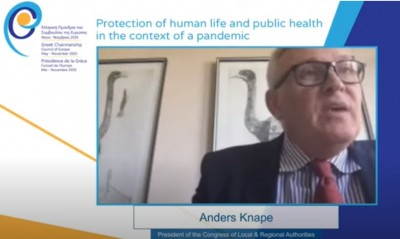 Protection of human life and public health
in the context of a pandemic
Ελληνική Προεδρία του
Συμβουλίου της Ευρώπης
Μάιος - Νοέμβριος 2020
Greek Chairmanship
Council of Europe
May - November 2020
Présidence de la Grèce
Conseil de l'Europe
Mai - Novembre 2020
Anders Knape
President of the Congress of Local & Regional Authorities